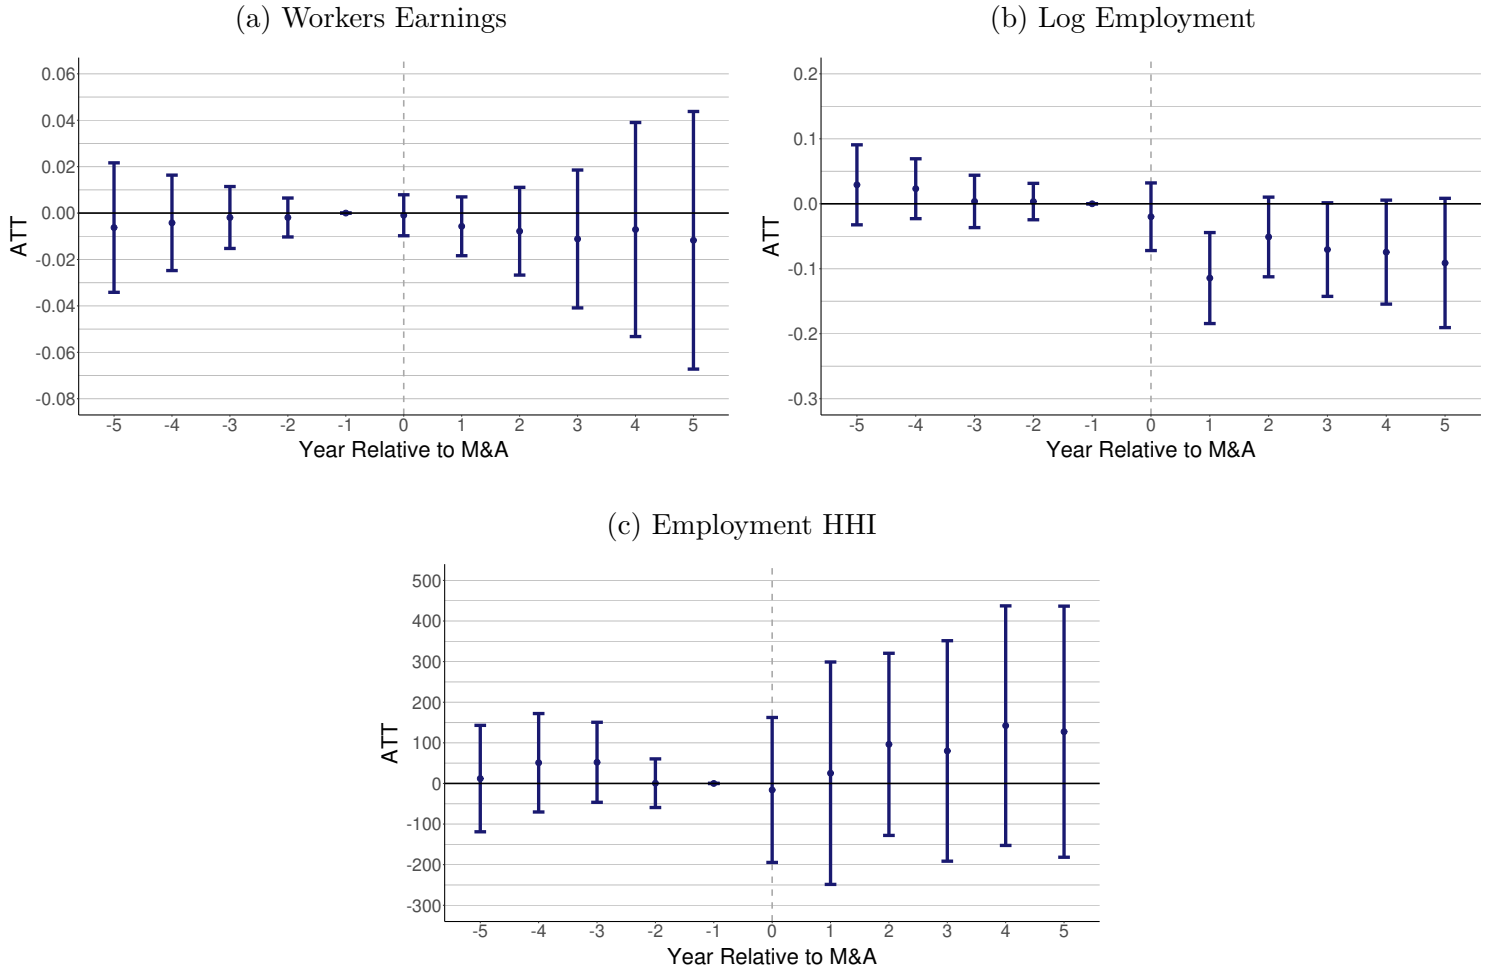 (a) Workers Earnings
0.06
0.04
0.02
0.00
-0.02
-0.04
-0.06
-0.08
ATT
-5 -4 -3 -2 -1 0 1 2 3 4 5
Year Relative to M&A
(b) Log Employment
0.2
0.1
0.0
-0.1
-0.2
-0.3
ATT
-5 -4 -3 -2 -1 0 1 2 3 4 5
Year Relative to M&A
(c) Employment HHI
500
400
300
200
100
0
-100
-200
-300
ATT
-5 -4 -3 -2 -1 0 1 2 3 4 5
Year Relative to M&A